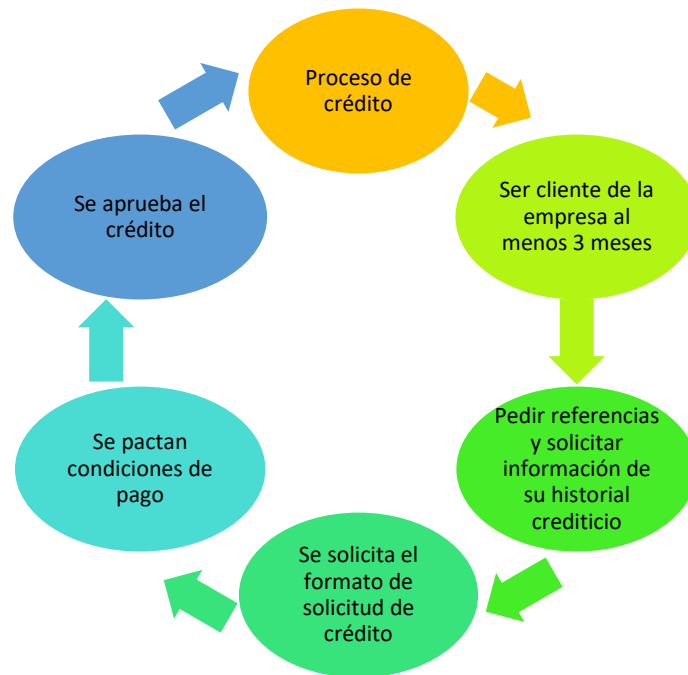 Proceso de
crédito
Ser cliente de la
empresa al
menos 3 meses
Pedir referencias
y solicitar
información de
su historial
crediticio
Se solicita el
formato de
solicitud de
crédito
Se pactan
condiciones de
pago
Se aprueba el
crédito